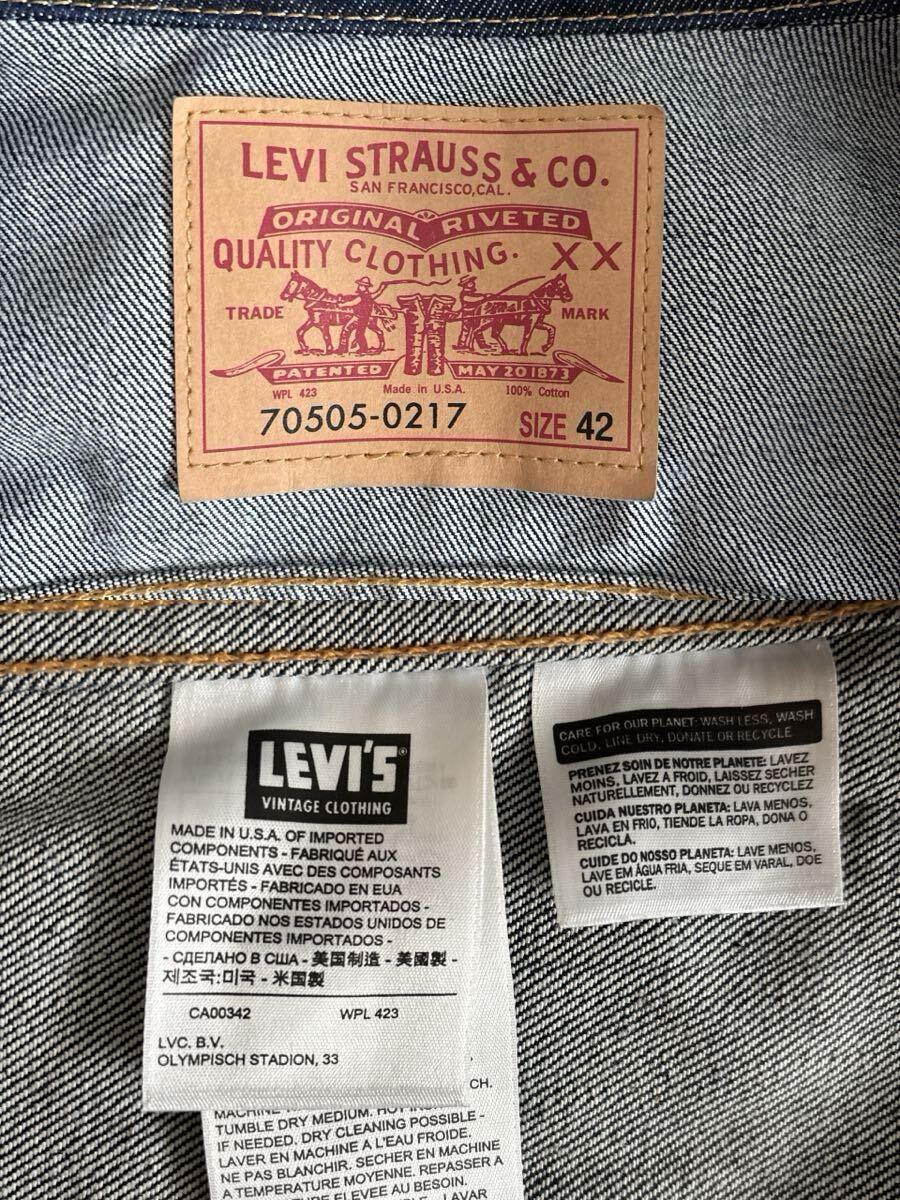 LEVI STRAUSS & CO.
SAN FRANCISCO, CAL.
ORIGINAL RIVETED
QUALITY CLOTHING. XX
TRADE MARK
PATENTED MAY 20 1873
WPL 423 Made in U.S.A. 100% Cotton
70505-0217 SIZE 42
LEVI'S®
VINTAGE CLOTHING
MADE IN U.S.A. OF IMPORTED
COMPONENTS - FABRIQUÉ AUX
ÉTATS-UNIS AVEC DES COMPOSANTS
IMPORTÉS - FABRICADO EN EUA
CON COMPONENTES IMPORTADOS -
FABRICADO NOS ESTADOS UNIDOS DE
COMPONENTES IMPORTADOS -
- СДЕЛАНО В США - 美国制造 - 美國製 -
제조국:미국 - 米国製
CA00342 WPL 423
LVC. B.V.
OLYMPISCH STADION, 33
CARE FOR OUR PLANET: WASH LESS, WASH
COLD, LINE DRY, DONATE OR RECYCLE
PRENEZ SOIN DE NOTRE PLANETE: LAVEZ
MOINS, LAVEZ A FROID, LAISSEZ SECHER
NATURELLEMENT, DONNEZ OU RECYCLEZ
CUIDA NUESTRO PLANETA: LAVA MENOS,
LAVA EN FRIO, TIENDE LA ROPA, DONA O
RECICLA.
CUIDE DO NOSSO PLANETA: LAVE MENOS,
LAVE EM ÁGUA FRIA, SEQUE EM VARAL, DOE
OU RECICLE.
CH.
MACHINE
TUMBLE DRY MEDIUM. HOT
IF NEEDED. DRY CLEANING POSSIBLE -
LAVER EN MACHINE A L'EAU FROIDE.
NE PAS BLANCHIR. SECHER EN MACHINE
A TEMPERATURE MOYENNE. REPASSER A
ELEVEE AU BESOIN.
LAVAR